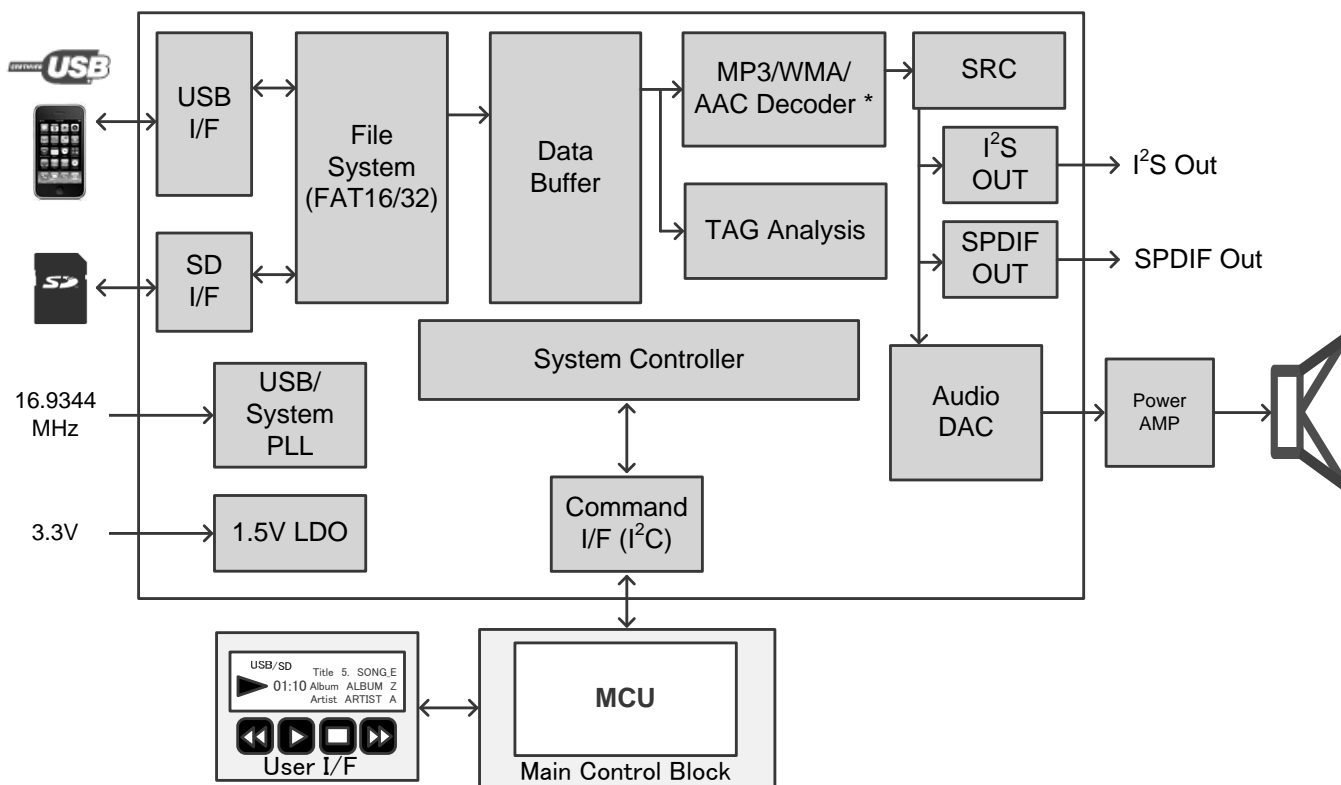 CERTIFIED USB
USB
I/F
File
System
(FAT16/32)
Data
Buffer
MP3/WMA/
AAC Decoder *
SRC
I²S
OUT
I²S Out
TAG Analysis
SPDIF
OUT
SPDIF Out
SD
SD
I/F
System Controller
16.9344
MHz
USB/
System
PLL
Audio
DAC
Power
AMP
3.3V
1.5V LDO
Command
I/F (I²C)
USB/SD
01:10
Title 5. SONG_E
Album ALBUM Z
Artist ARTIST A
User I/F
MCU
Main Control Block